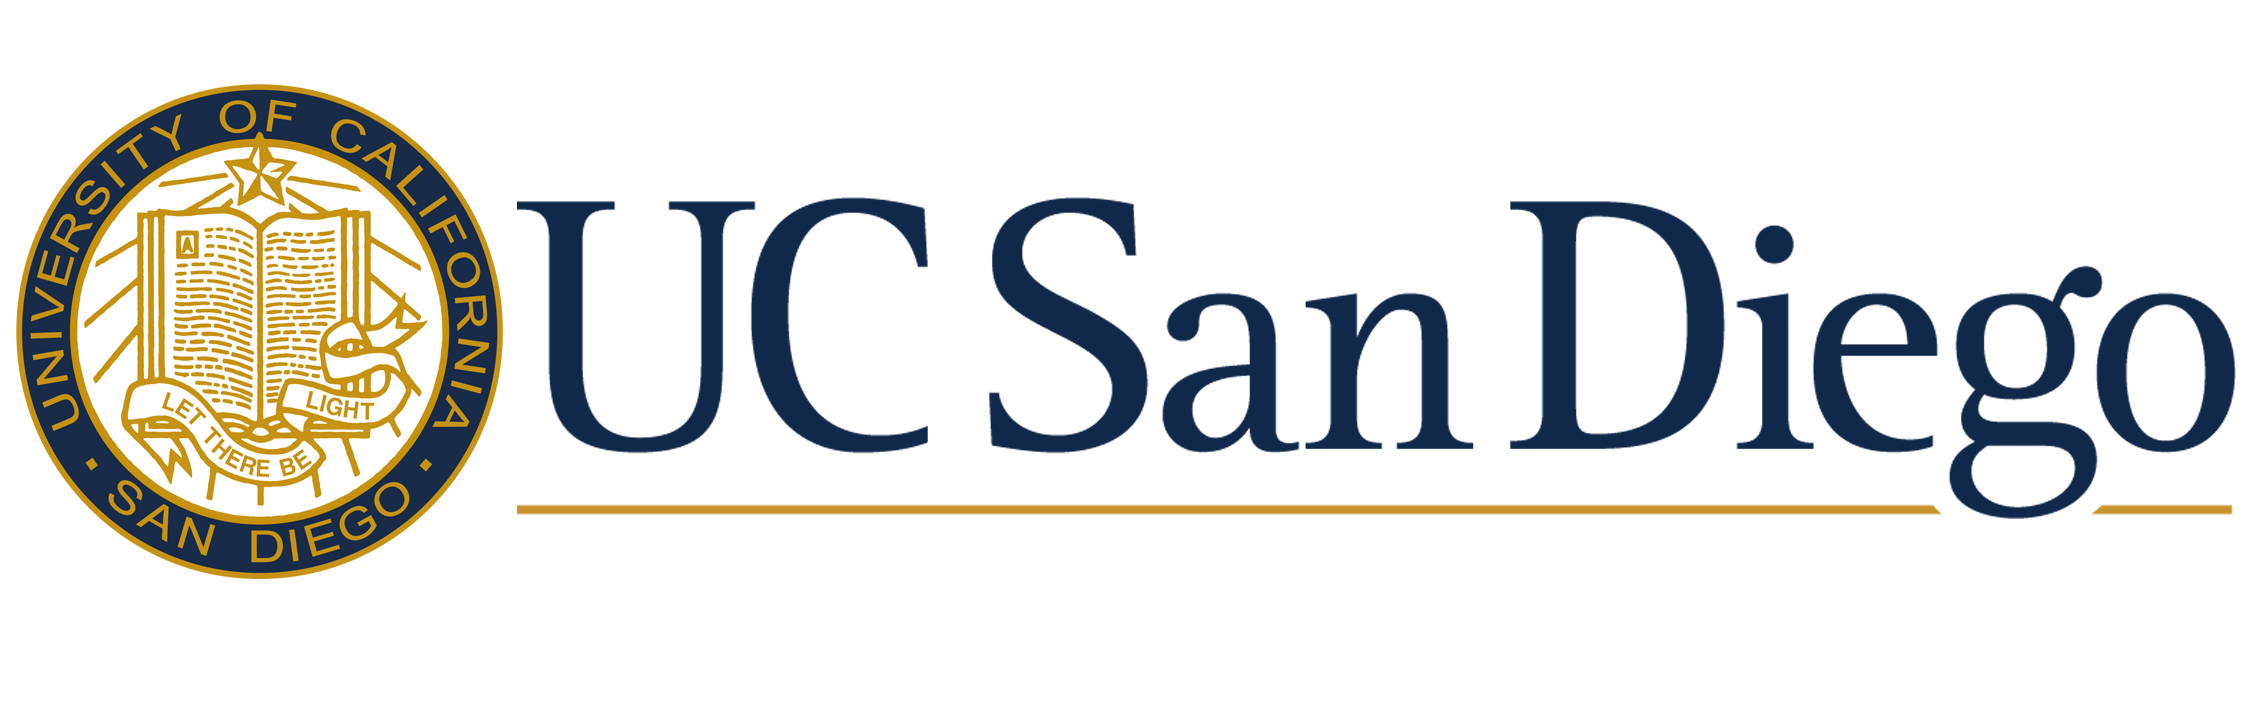 UNIVERSITY OF CALIFORNIA
SAN DIEGO
A
LET THERE BE
LIGHT
UC San Diego